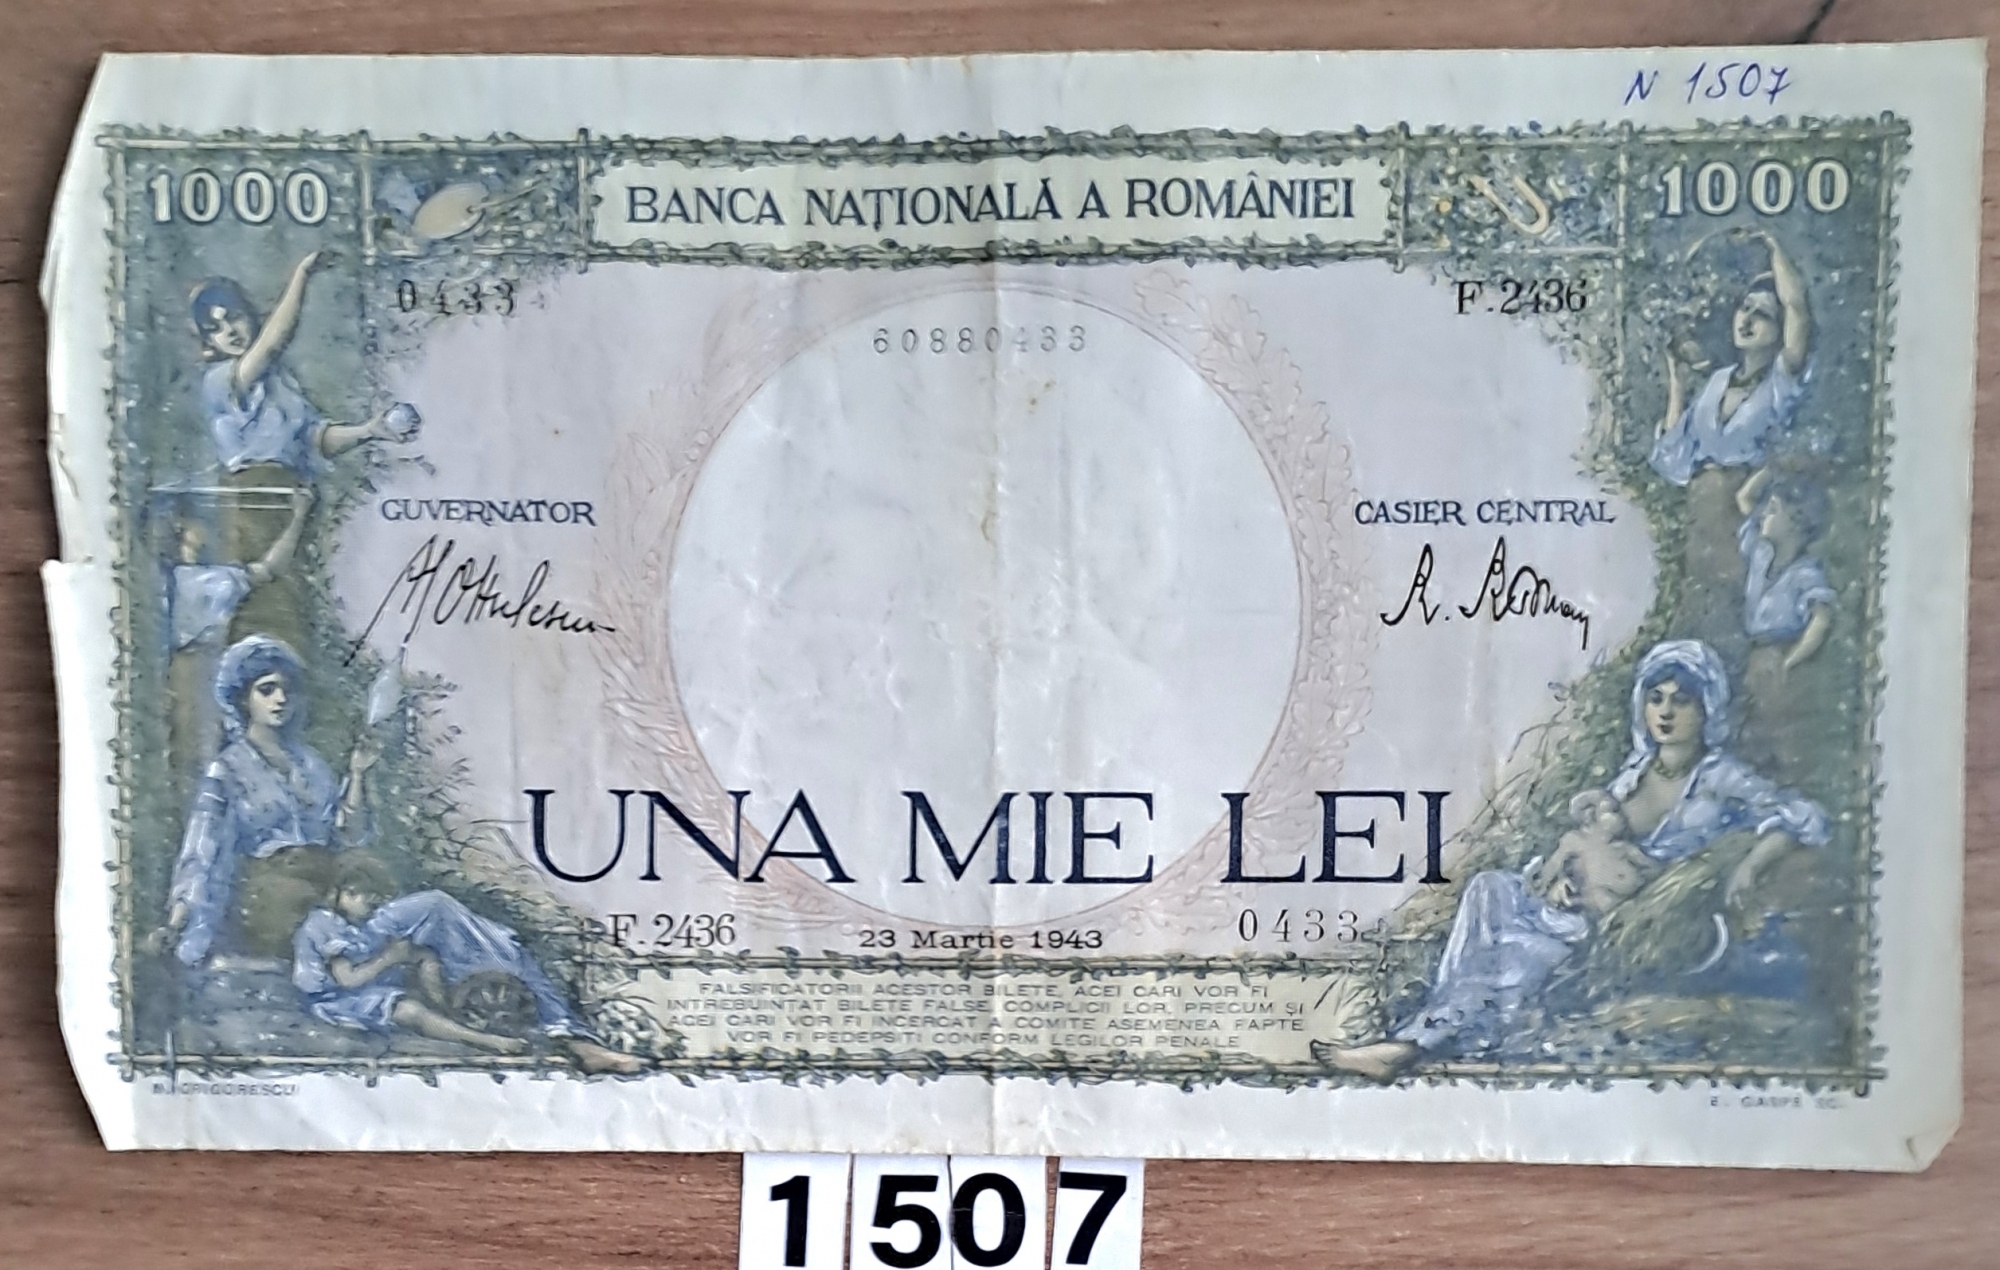 N 1507
1000 BANCA NAȚIONALĂ A ROMÂNIEI 1000
0433 F.2436
60880433
GUVERNATOR CASIER CENTRAL
UNA MIE LEI
F.2436 23 Martie 1943 0433
FALSIFICATORII ACESTOR BILETE, ACEI CARI VOR FI
INTREBUINTAT BILETE FALSE, COMPLICII LOR, PRECUM ȘI
ACEI CARI VOR FI INCERCAT A COMITE ASEMENEA FAPTE
VOR FI PEDEPSITI CONFORM LEGILOR PENALE
GRIGORESCU
1507